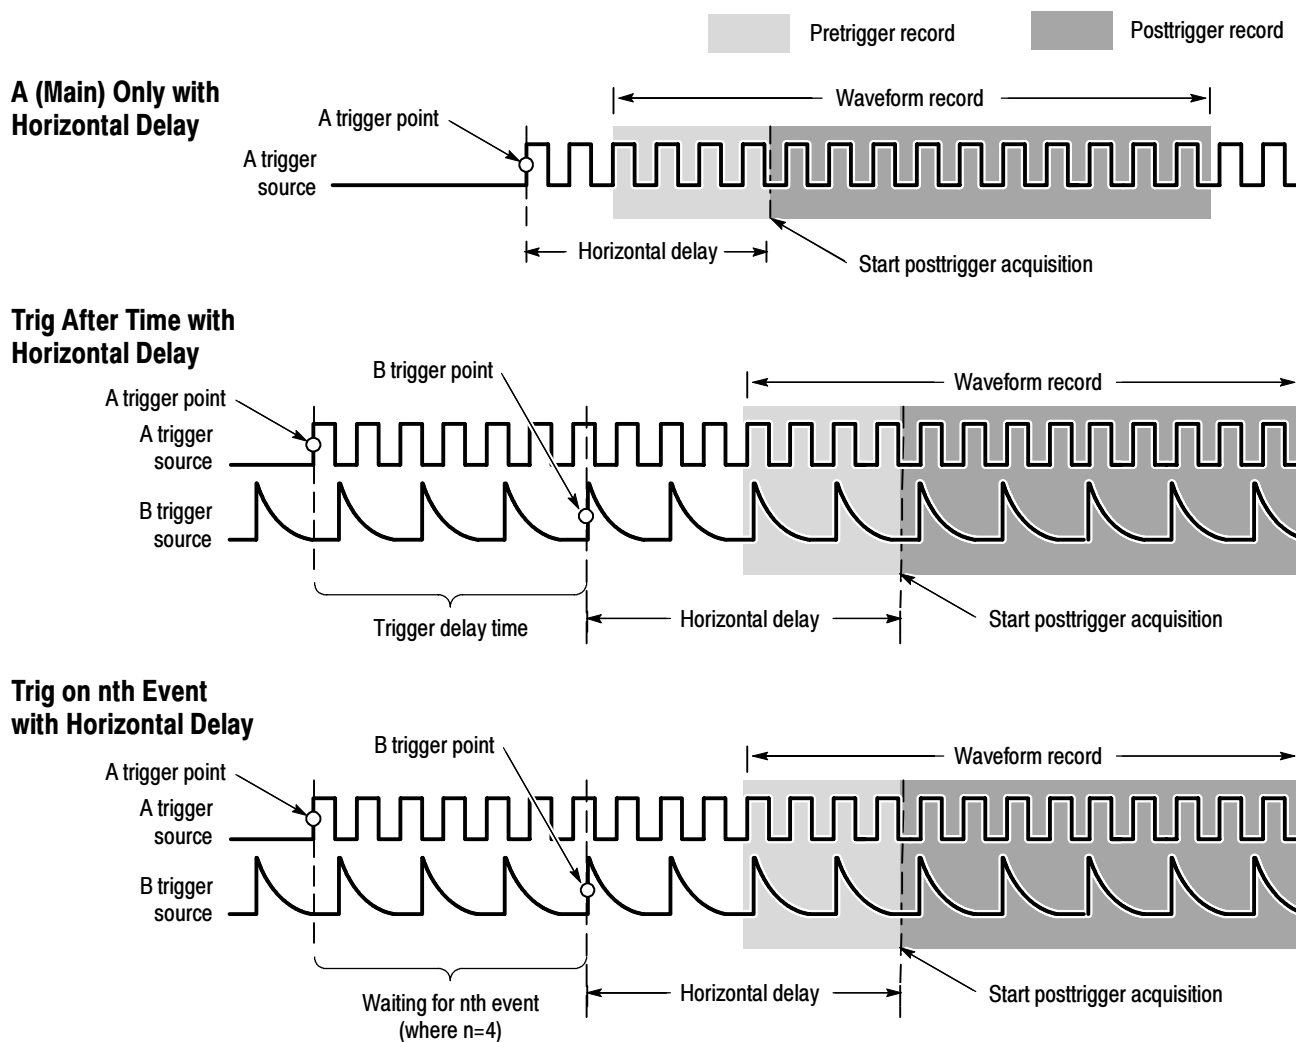 Pretrigger record
Posttrigger record
A (Main) Only with
Horizontal Delay
Waveform record
A trigger point
A trigger
source
Horizontal delay
Start posttrigger acquisition
Trig After Time with
Horizontal Delay
B trigger point
Waveform record
A trigger point
A trigger
source
B trigger
source
Trigger delay time
Horizontal delay
Start posttrigger acquisition
Trig on nth Event
with Horizontal Delay
B trigger point
Waveform record
A trigger point
A trigger
source
B trigger
source
Waiting for nth event
(where n=4)
Horizontal delay
Start posttrigger acquisition